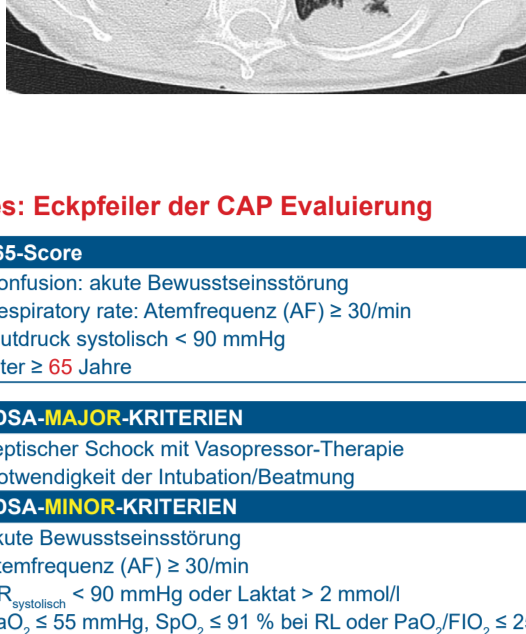 s: Eckpfeiler der CAP Evaluierung
65-Score
onfusion: akute Bewusstseinsstörung
espiratory rate: Atemfrequenz (AF) ≥ 30/min
utdruck systolisch < 90 mmHg
ter ≥ 65 Jahre
DSA-MAJOR-KRITERIEN
eptischer Schock mit Vasopressor-Therapie
otwendigkeit der Intubation/Beatmung
DSA-MINOR-KRITERIEN
kute Bewusstseinsstörung
temfrequenz (AF) ≥ 30/min
R systolisch < 90 mmHg oder Laktat > 2 mmol/l
aO₂ ≤ 55 mmHg, SpO₂ ≤ 91 % bei RL oder PaO₂/FIO₂ ≤ 2